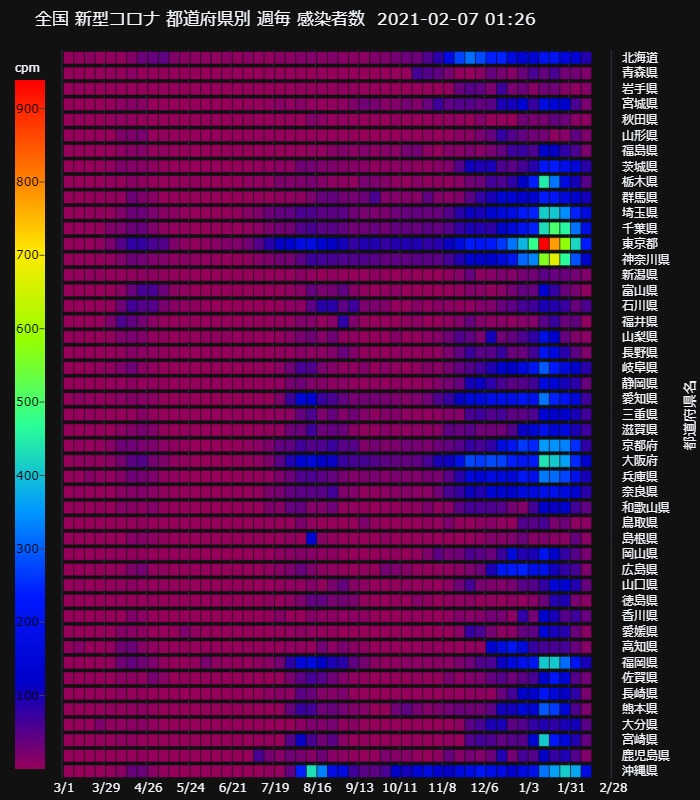 全国 新型コロナ 都道府県別 週毎 感染者数 2021-02-07 01:26
cpm
900
800
700
600
500
400
300
200
100
北海道
青森県
岩手県
宮城県
秋田県
山形県
福島県
茨城県
栃木県
群馬県
埼玉県
千葉県
東京都
神奈川県
新潟県
富山県
石川県
福井県
山梨県
長野県
岐阜県
静岡県
愛知県
三重県
滋賀県
京都府
大阪府
兵庫県
奈良県
和歌山県
鳥取県
島根県
岡山県
広島県
山口県
徳島県
香川県
愛媛県
高知県
福岡県
佐賀県
長崎県
熊本県
大分県
宮崎県
鹿児島県
沖縄県
都道府県名
3/1 3/29 4/26 5/24 6/21 7/19 8/16 9/13 10/11 11/8 12/6 1/3 1/31 2/28